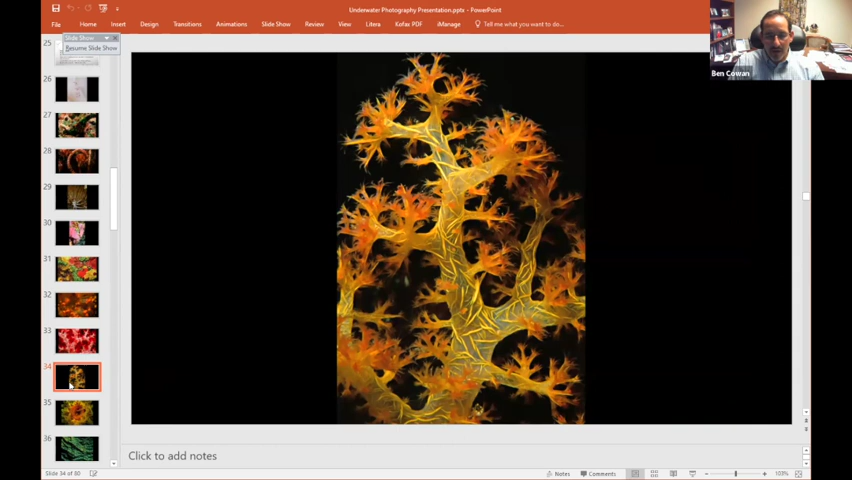 Underwater Photography Presentation.pptx - PowerPoint
File Home Insert Design Transitions Animations Slide Show Review View Litera Kofax PDF iManage Tell me what you want to do...
Slide Show
Resume Slide Show
Ben Cowan
25
26
27
28
29
30
31
32
33
34
35
36
Click to add notes
Slide 34 of 80 Notes Comments 103%